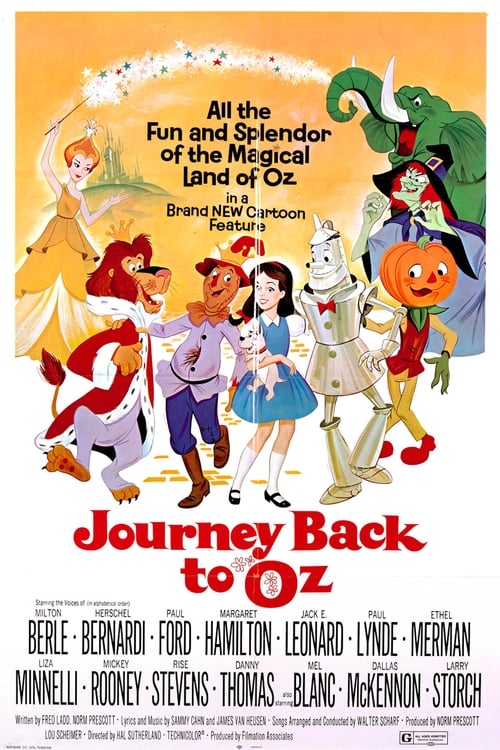 All the
Fun and Splendor
of the Magical
Land of Oz
in a
Brand NEW Cartoon
Feature
Journey Back
to Oz
Starring the Voices of (in alphabetical order)
MILTON BERLE · HERSCHEL BERNARDI · PAUL FORD · MARGARET HAMILTON · JACK E. LEONARD · PAUL LYNDE · ETHEL MERMAN
LIZA MINNELLI · MICKEY ROONEY · RISE STEVENS · DANNY THOMAS · also starring MEL BLANC · DALLAS McKENNON · LARRY STORCH
Written by FRED LADD, NORM PRESCOTT · Lyrics and Music by SAMMY CAHN and JAMES VAN HEUSEN · Songs Arranged and Conducted by WALTER SCHARF · Produced by NORM PRESCOTT
LOU SCHEIMER · Directed by HAL SUTHERLAND · TECHNICOLOR® · Produced by Filmation Associates
G ALL AGES ADMITTED